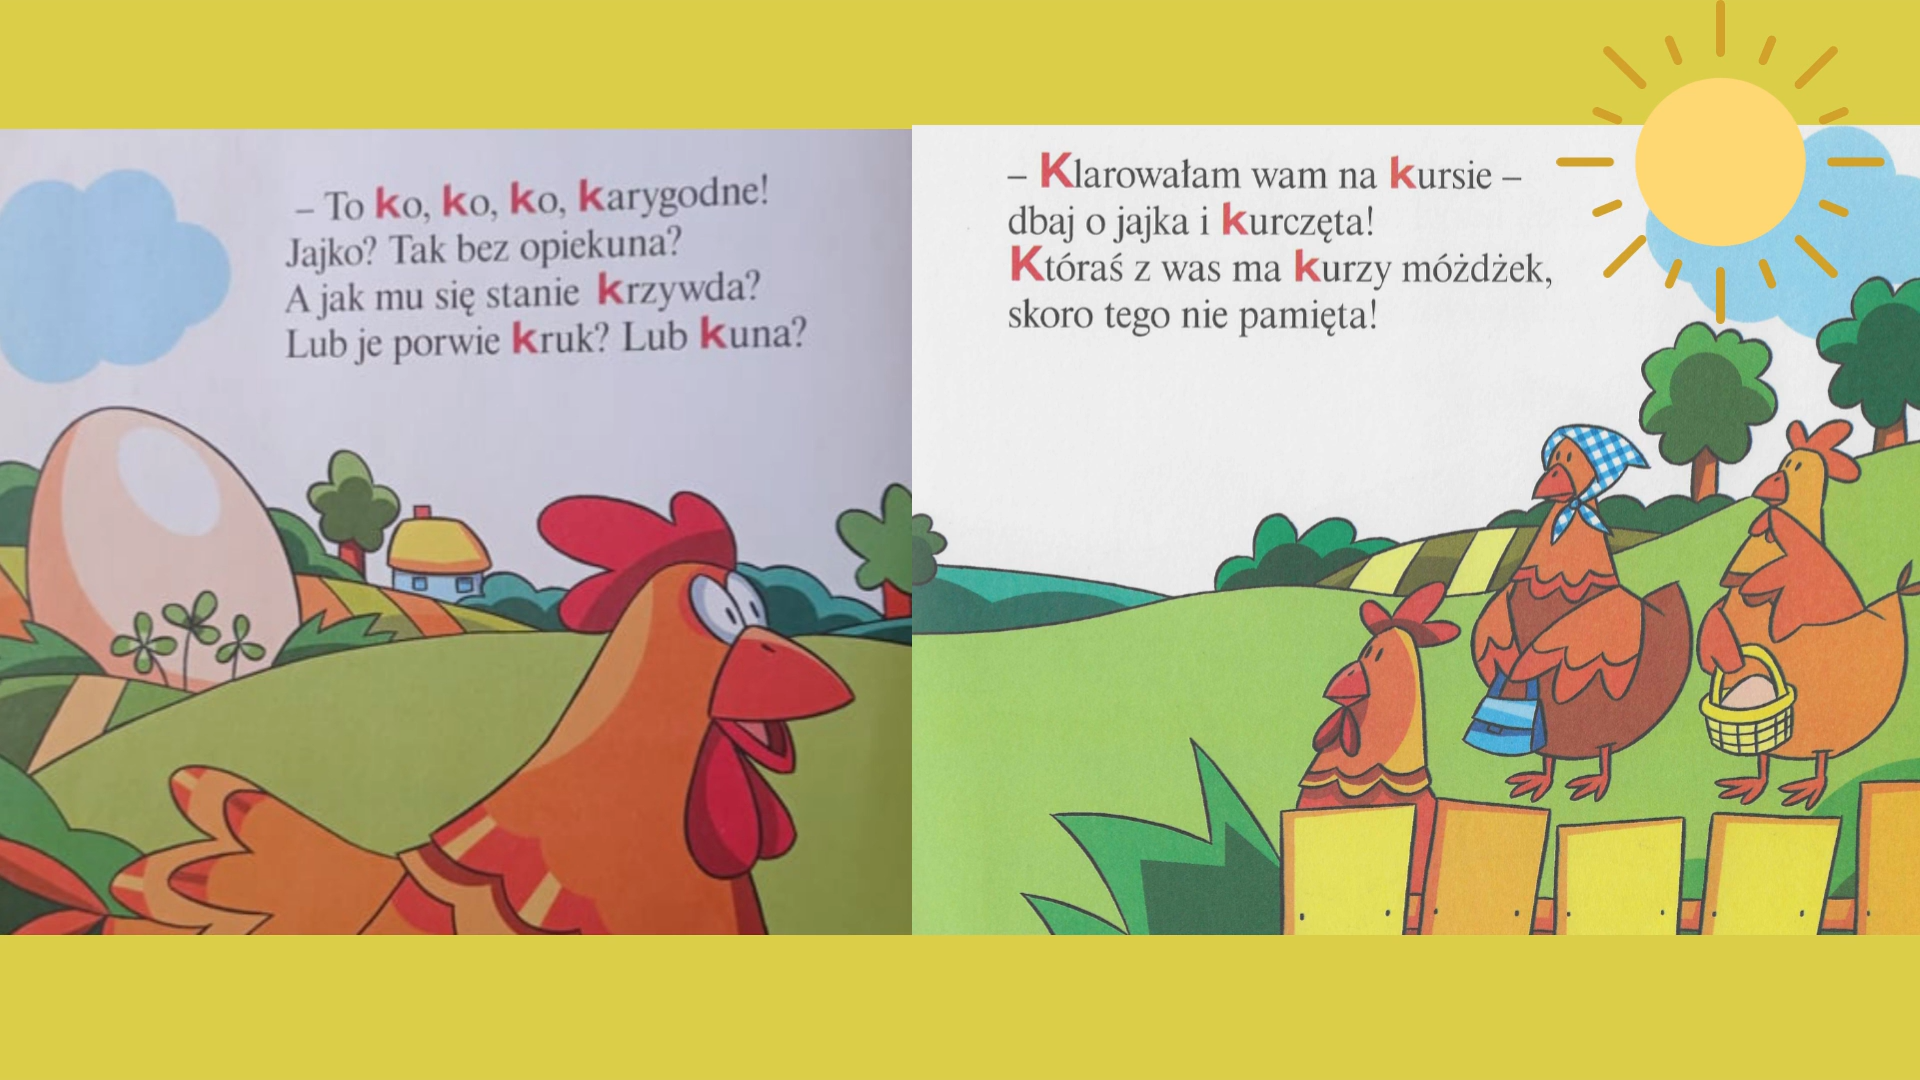 – To ko, ko, ko, karygodne!
Jajko? Tak bez opiekuna?
A jak mu się stanie krzywda?
Lub je porwie kruk? Lub kuna?
– Klarowałam wam na kursie –
dbaj o jajka i kurczęta!
Któraś z was ma kurzy móżdżek,
skoro tego nie pamięta!